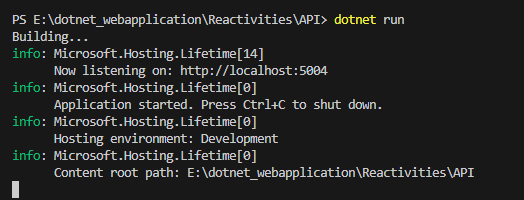 PS E:\dotnet_webapplication\Reactivities\API> dotnet run
Building...
info: Microsoft.Hosting.Lifetime[14]
      Now listening on: http://localhost:5004
info: Microsoft.Hosting.Lifetime[0]
      Application started. Press Ctrl+C to shut down.
info: Microsoft.Hosting.Lifetime[0]
      Hosting environment: Development
info: Microsoft.Hosting.Lifetime[0]
      Content root path: E:\dotnet_webapplication\Reactivities\API